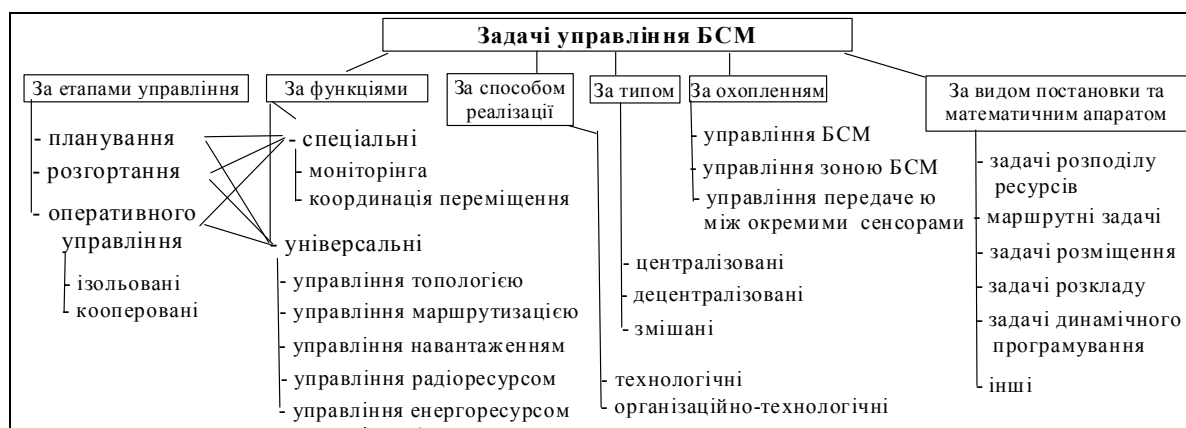 Задачі управління БСМ
За етапами управління
- планування
- розгортання
- оперативного
управління
- ізольовані
- кооперовані
За функціями
- спеціальні
- моніторінга
- координація переміщення
- універсальні
- управління топологією
- управління маршрутизацією
- управління навантаженням
- управління радіоресурсом
- управління енергоресурсом
За способом
реалізації
- технологічні
- організаційно-технологічні
За типом
- централізовані
- децентралізовані
- змішані
За охопленням
- управління БСМ
- управління зоною БСМ
- управління передаче ю
між окремими сенсорами
За видом постановки та
математичним апаратом
- задачі розподілу
ресурсів
- маршрутні задачі
- задачі розміщення
- задачі розкладу
- задачі динамічного
програмування
- інші